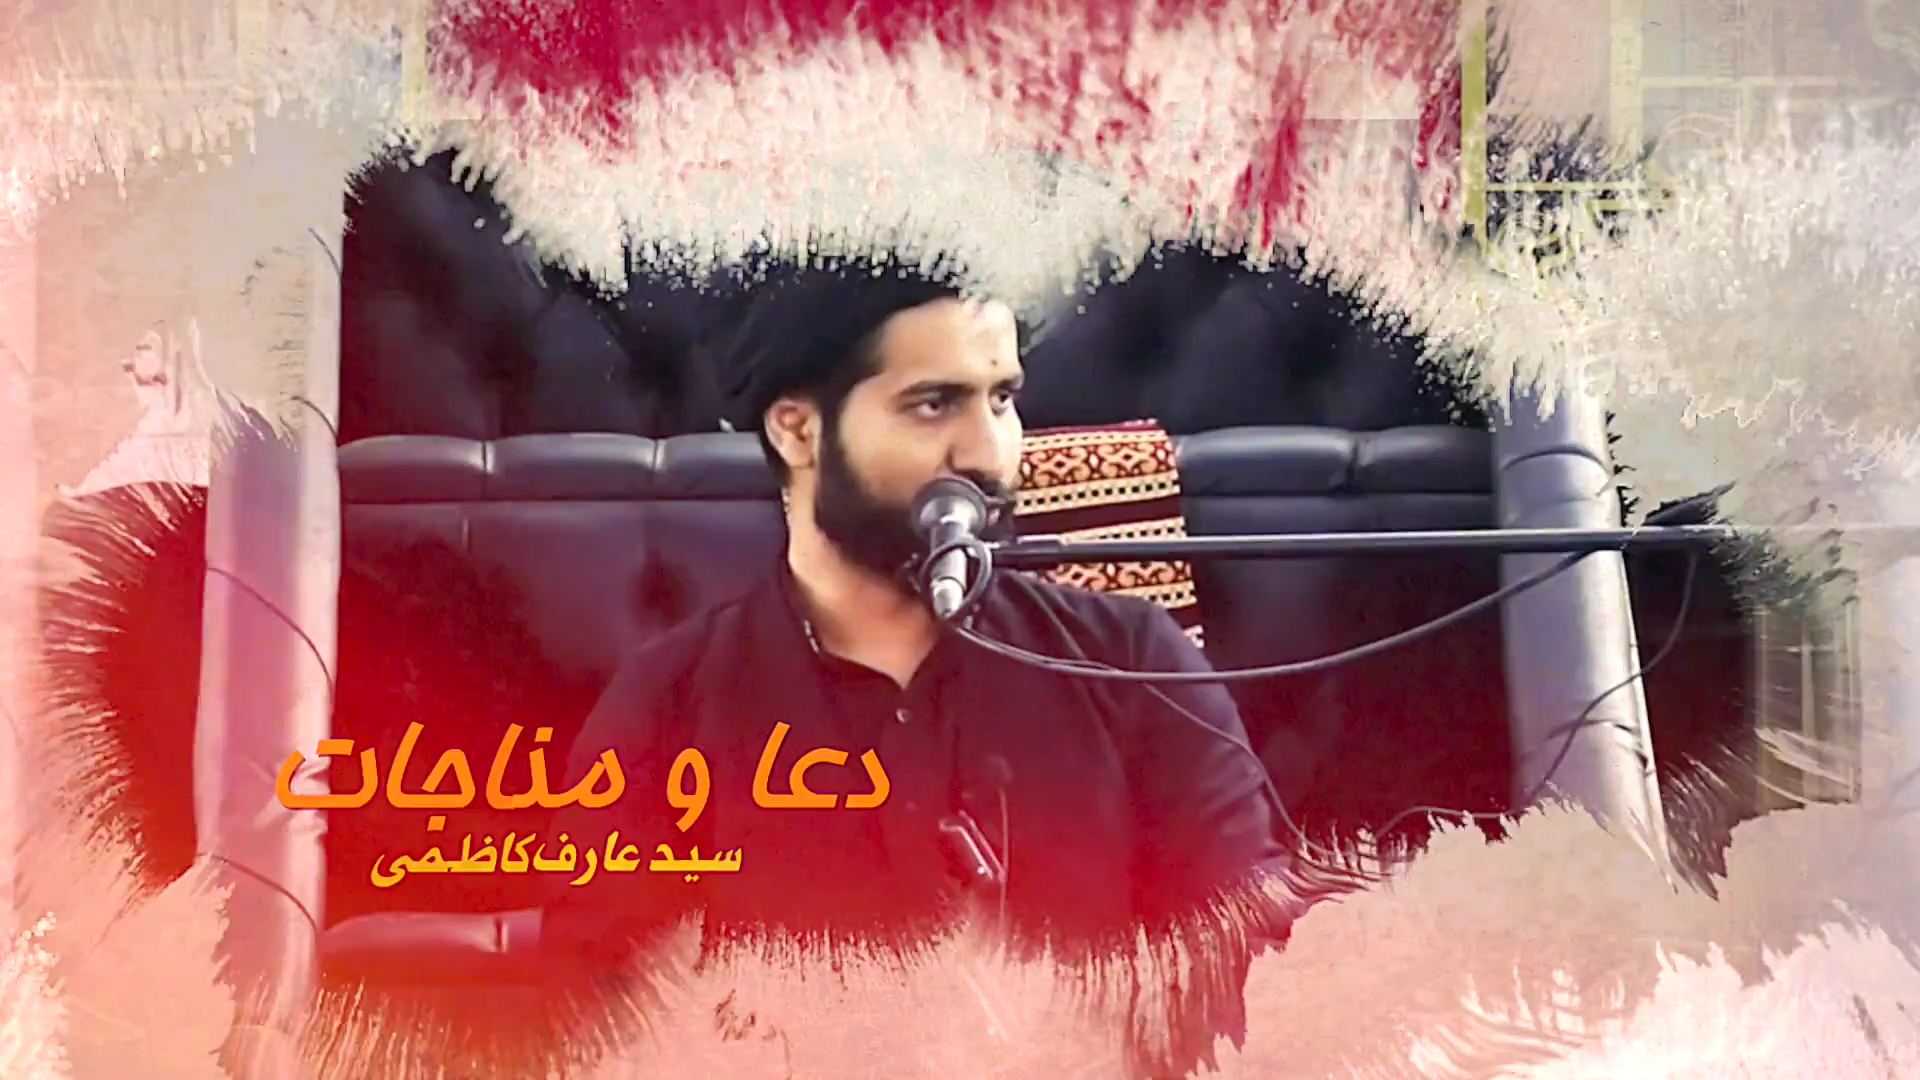 دعا و مناجات
سید عارف کاظمی